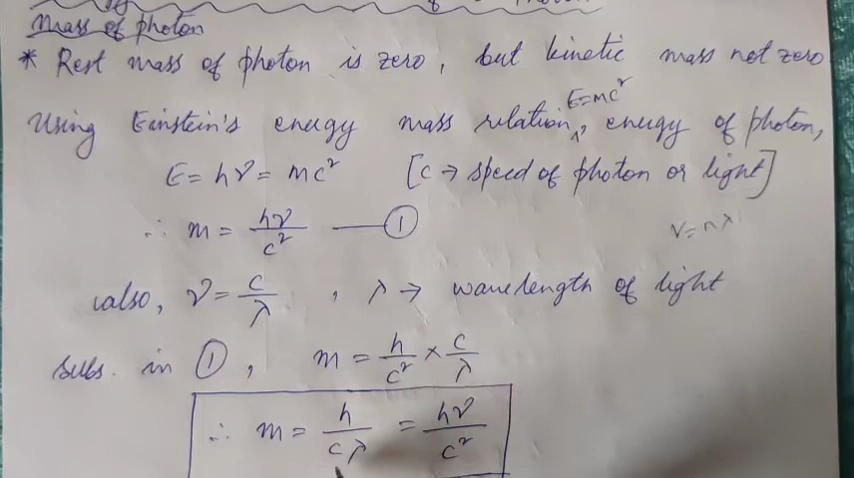 Mass of photon
* Rest mass of photon is zero, but kinetic mass not zero
Using Einstein's energy mass relation, E=mc² energy of photon,
E = hν = mc² [c → speed of photon or light]
∴ m = hν/c² —— ①
v=nλ
also, ν = c/λ , λ → wavelength of light
subs. in ①, m = h/c² × c/λ
∴ m = h/cλ = hν/c²